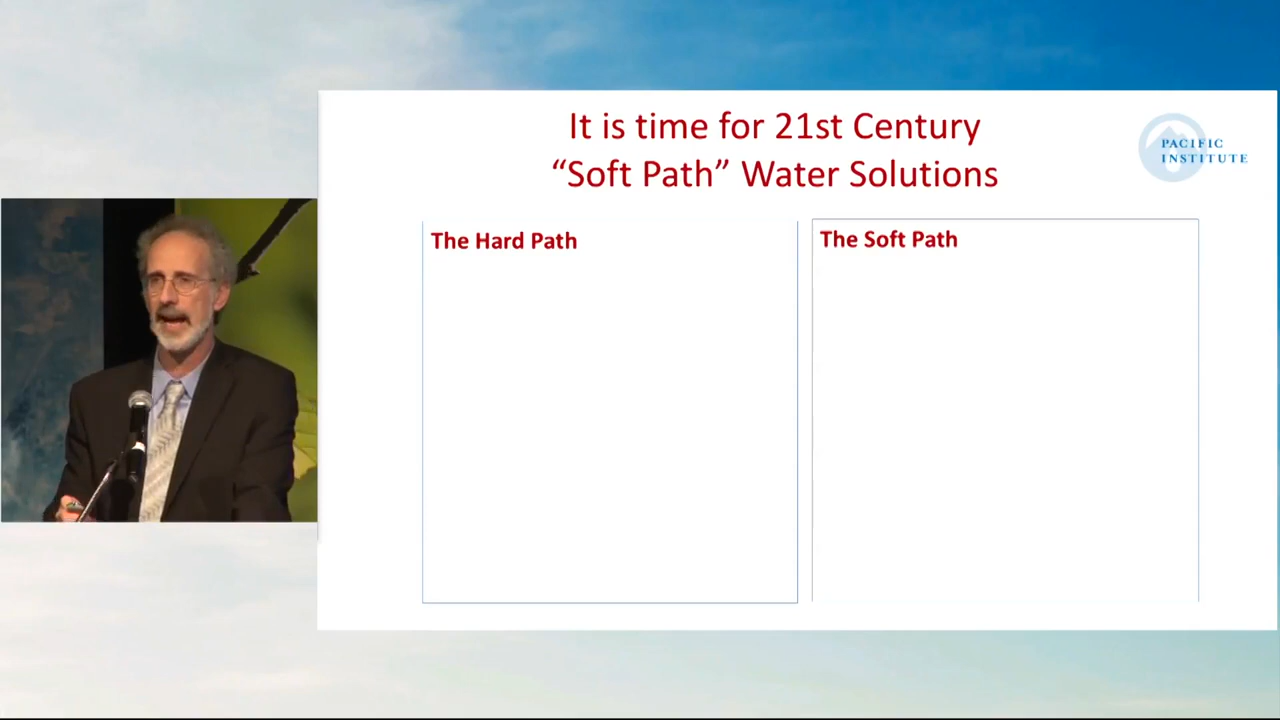 It is time for 21st Century
“Soft Path” Water Solutions
PACIFIC
INSTITUTE
The Hard Path
The Soft Path